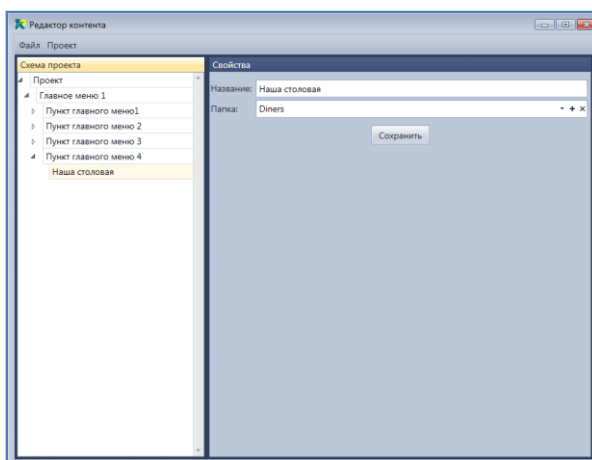 Редактор контента
Файл Проект
Схема проекта
Проект
Главное меню 1
Пункт главного меню1
Пункт главного меню 2
Пункт главного меню 3
Пункт главного меню 4
Наша столовая
Свойства
Название: Наша столовая
Папка: Diners
Сохранить